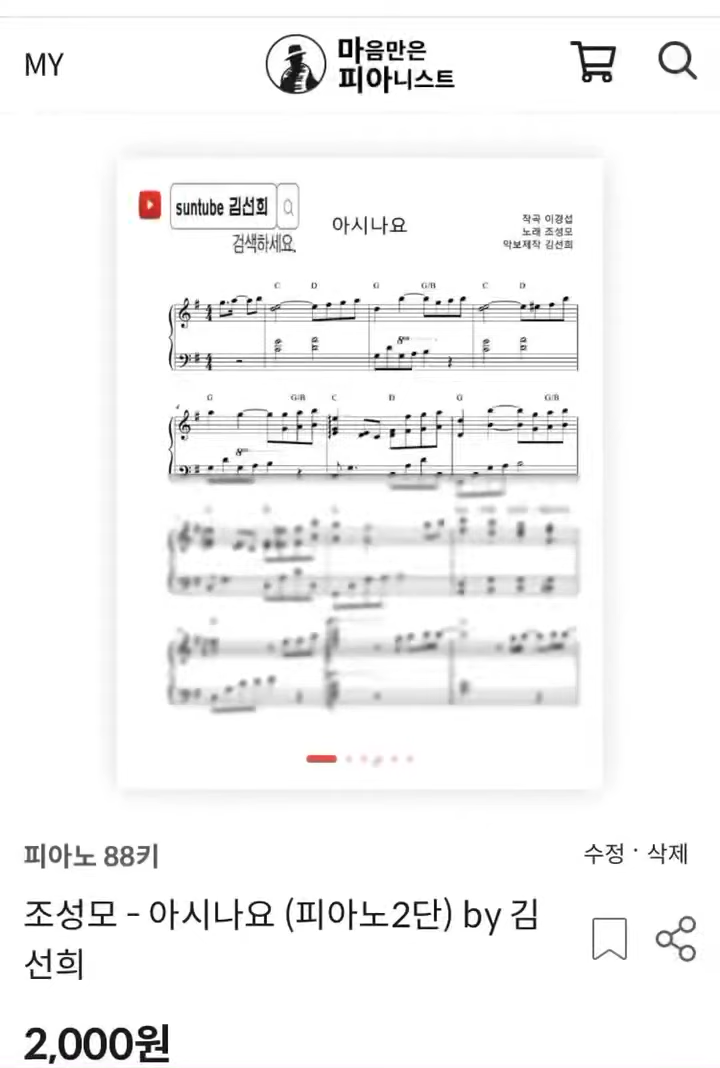 MY
마음만은
피아니스트
suntube 김선희
검색하세요.
아시나요
작곡 이경섭
노래 조성모
악보제작 김선희
C D G G/B C D
8va
4
G G/B C D G G/B
8va
피아노 88키
수정 · 삭제
조성모 - 아시나요 (피아노2단) by 김
선희
2,000원